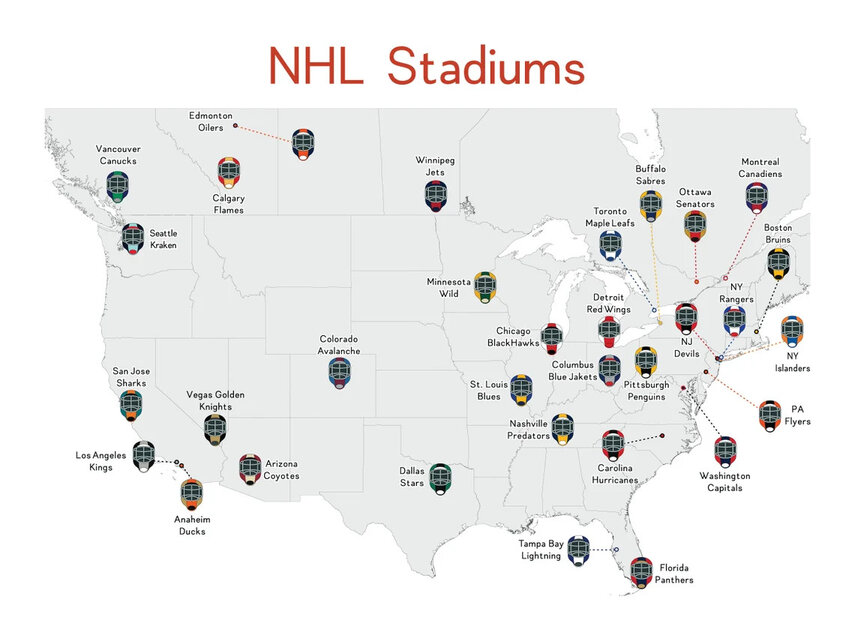 NHL Stadiums
Edmonton
Oilers
Vancouver
Canucks
Calgary
Flames
Winnipeg
Jets
Buffalo
Sabres
Montreal
Canadiens
Ottawa
Senators
Toronto
Maple Leafs
Boston
Bruins
Seattle
Kraken
Minnesota
Wild
NY
Rangers
Detroit
Red Wings
Chicago
BlackHawks
NJ
Devils
NY
Islanders
Colorado
Avalanche
Columbus
Blue Jakets
San Jose
Sharks
Vegas Golden
Knights
St. Louis
Blues
Pittsburgh
Penguins
PA
Flyers
Nashville
Predators
Los Angeles
Kings
Arizona
Coyotes
Dallas
Stars
Carolina
Hurricanes
Washington
Capitals
Anaheim
Ducks
Tampa Bay
Lightning
Florida
Panthers